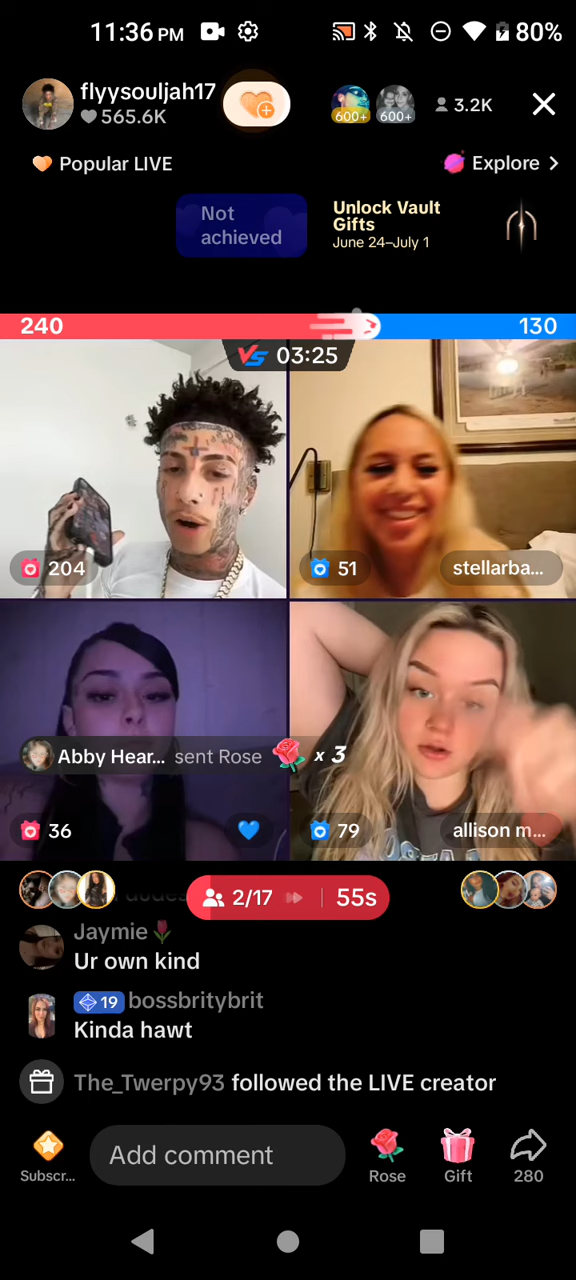 11:36 PM
80%
flyysouljah17
565.6K
600+
600+
3.2K
Popular LIVE
Explore >
Not
achieved
Unlock Vault
Gifts
June 24–July 1
240
130
VS 03:25
204
51
stellarba...
Abby Hear... sent Rose x 3
36
79
allison m...
2/17
55s
Jaymie
Ur own kind
19 bossbritybrit
Kinda hawt
The_Twerpy93 followed the LIVE creator
Subscr...
Add comment
Rose
Gift
280